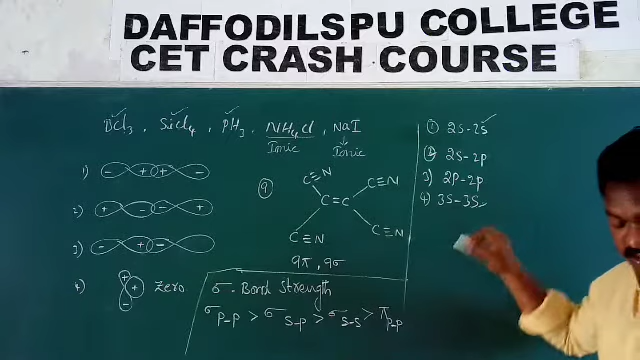 DAFFODILSPU COLLEGE
CET CRASH COURSE
BCl₃, SiCl₄, PH₃, NH₄Cl, NaI
Ionic Ionic
1) - + + -
2) + - - +
3) - + - -
4) + + - Zero
9 C≡N C≡N
C=C
C≡N C≡N
9π, 9σ
σ - Bond Strength
σp-p > σs-p > σs-s > πp-p
① 2S-2S
② 2S-2P
3) 2P-2P
4) 3S-3S